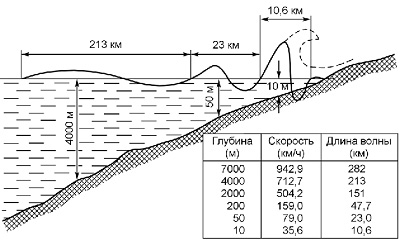 10,6 км
213 км
23 км
10 м
50 м
4000 м
Глубина Скорость Длина волны
(м) (км/ч) (км)
7000 942,9 282
4000 712,7 213
2000 504,2 151
200 159,0 47,7
50 79,0 23,0
10 35,6 10,6